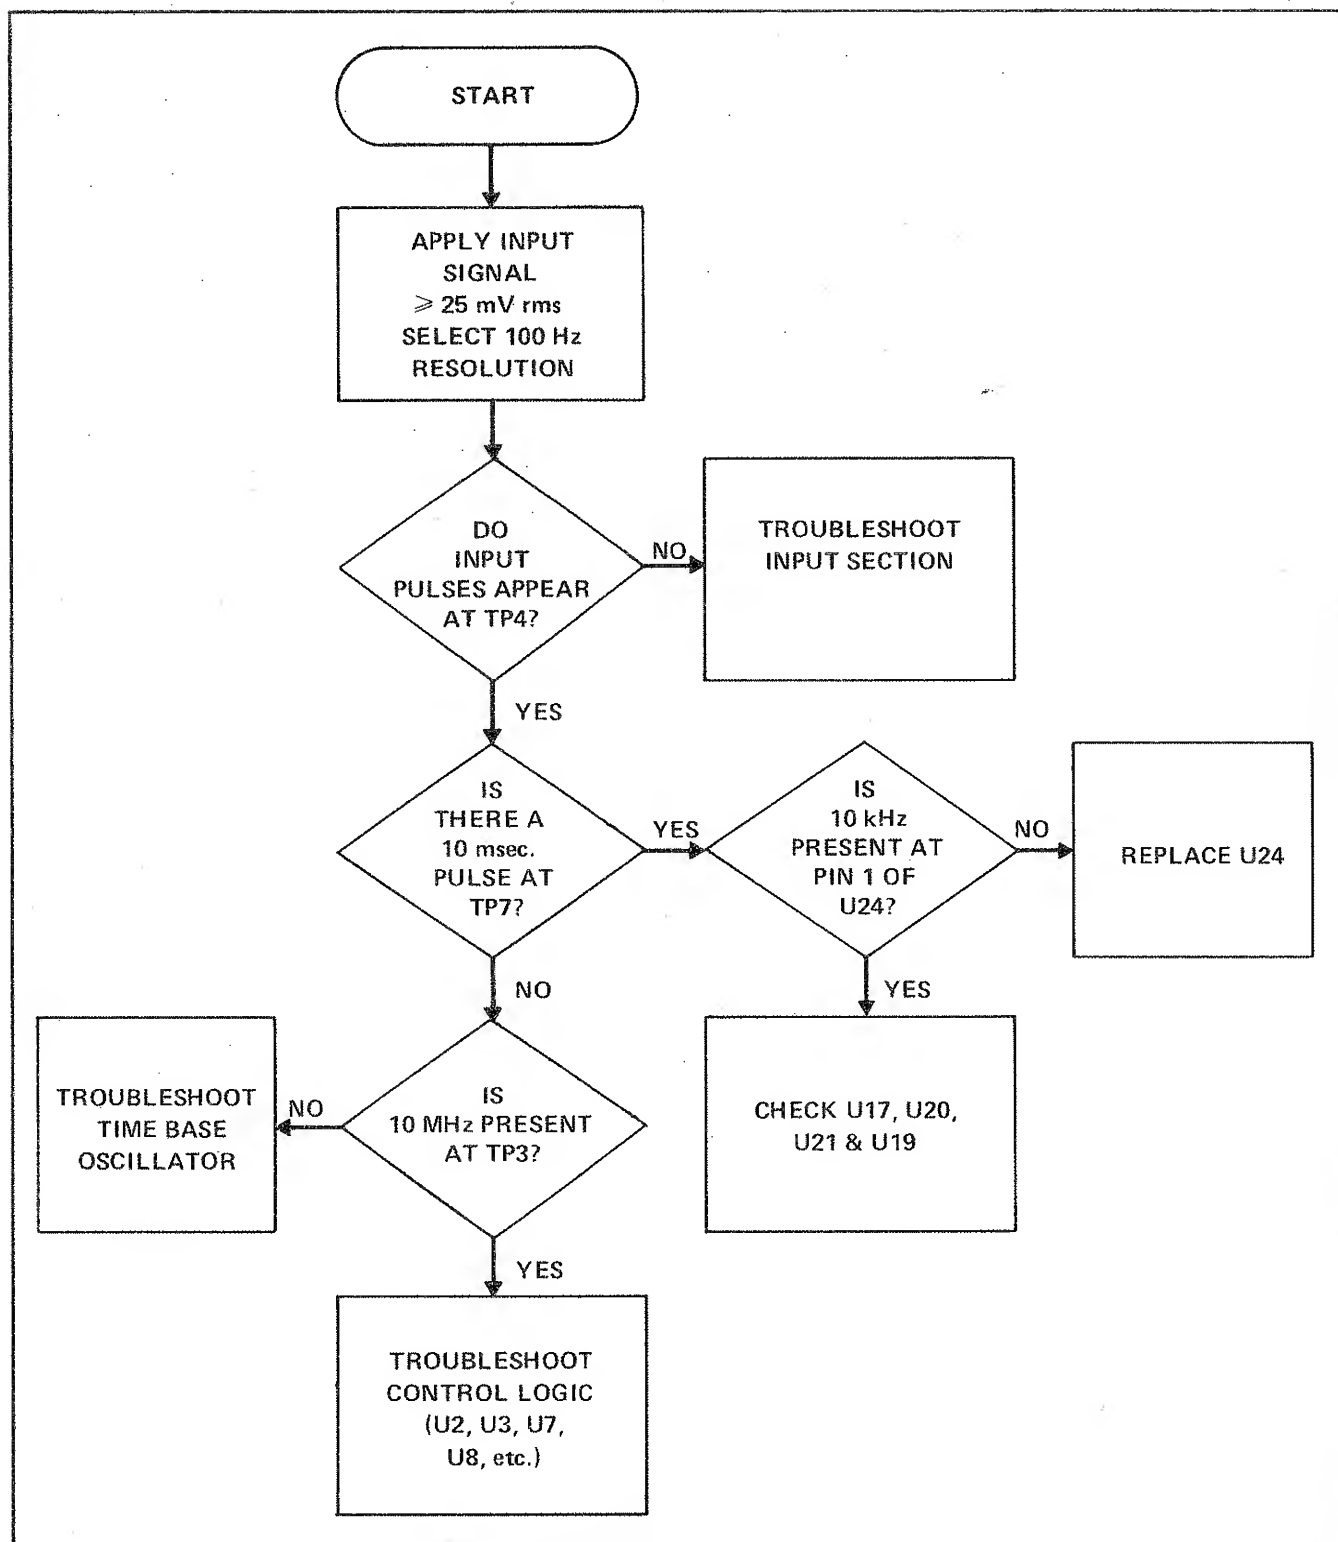 START
APPLY INPUT
SIGNAL
⩾ 25 mV rms
SELECT 100 Hz
RESOLUTION
DO
INPUT
PULSES APPEAR
AT TP4?
NO
TROUBLESHOOT
INPUT SECTION
YES
IS
THERE A
10 msec.
PULSE AT
TP7?
YES
IS
10 kHz
PRESENT AT
PIN 1 OF
U24?
NO
REPLACE U24
NO
YES
TROUBLESHOOT
TIME BASE
OSCILLATOR
NO
IS
10 MHz PRESENT
AT TP3?
CHECK U17, U20,
U21 & U19
YES
TROUBLESHOOT
CONTROL LOGIC
(U2, U3, U7,
U8, etc.)